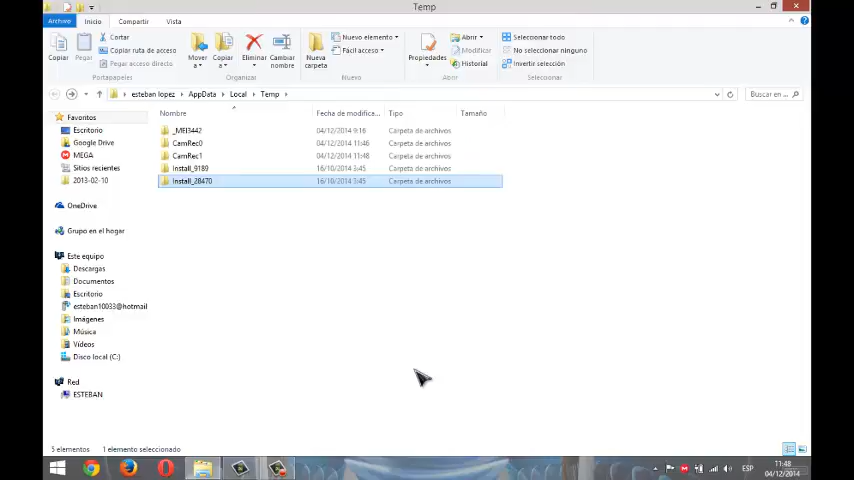 Temp
Archivo Inicio Compartir Vista
Copiar
Pegar
Cortar
Copiar ruta de acceso
Pegar acceso directo
Mover a
Copiar a
Eliminar
Cambiar nombre
Nueva carpeta
Nuevo elemento
Fácil acceso
Propiedades
Abrir
Modificar
Historial
Seleccionar todo
No seleccionar ninguno
Invertir selección
Portapapeles Organizar Nuevo Abrir Seleccionar
esteban lopez AppData Local Temp Buscar en ...
Nombre Fecha de modifica... Tipo Tamaño
_MEI3442 04/12/2014 9:16 Carpeta de archivos
CamRec0 04/12/2014 11:46 Carpeta de archivos
CamRec1 04/12/2014 11:48 Carpeta de archivos
Install_9189 16/10/2014 3:45 Carpeta de archivos
Install_28470 16/10/2014 3:45 Carpeta de archivos
Favoritos
Escritorio
Google Drive
MEGA
Sitios recientes
2013-02-10
OneDrive
Grupo en el hogar
Este equipo
Descargas
Documentos
Escritorio
esteban10033@hotmail
Imágenes
Música
Vídeos
Disco local (C:)
Red
ESTEBAN
5 elementos 1 elemento seleccionado
ESP
11:48
04/12/2014